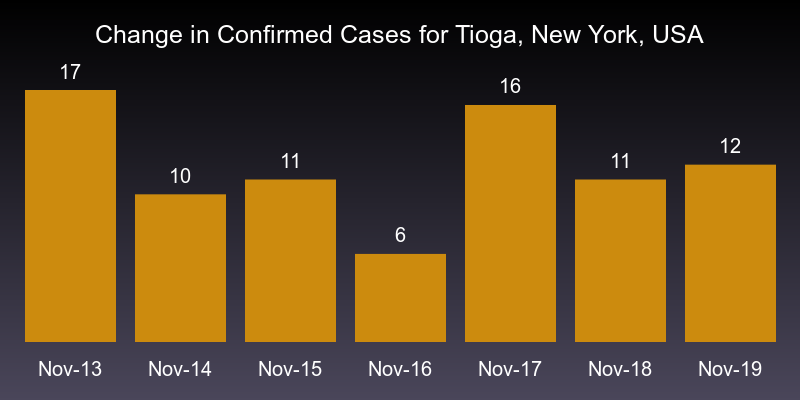 Change in Confirmed Cases for Tioga, New York, USA
17
10
11
6
16
11
12
Nov-13
Nov-14
Nov-15
Nov-16
Nov-17
Nov-18
Nov-19